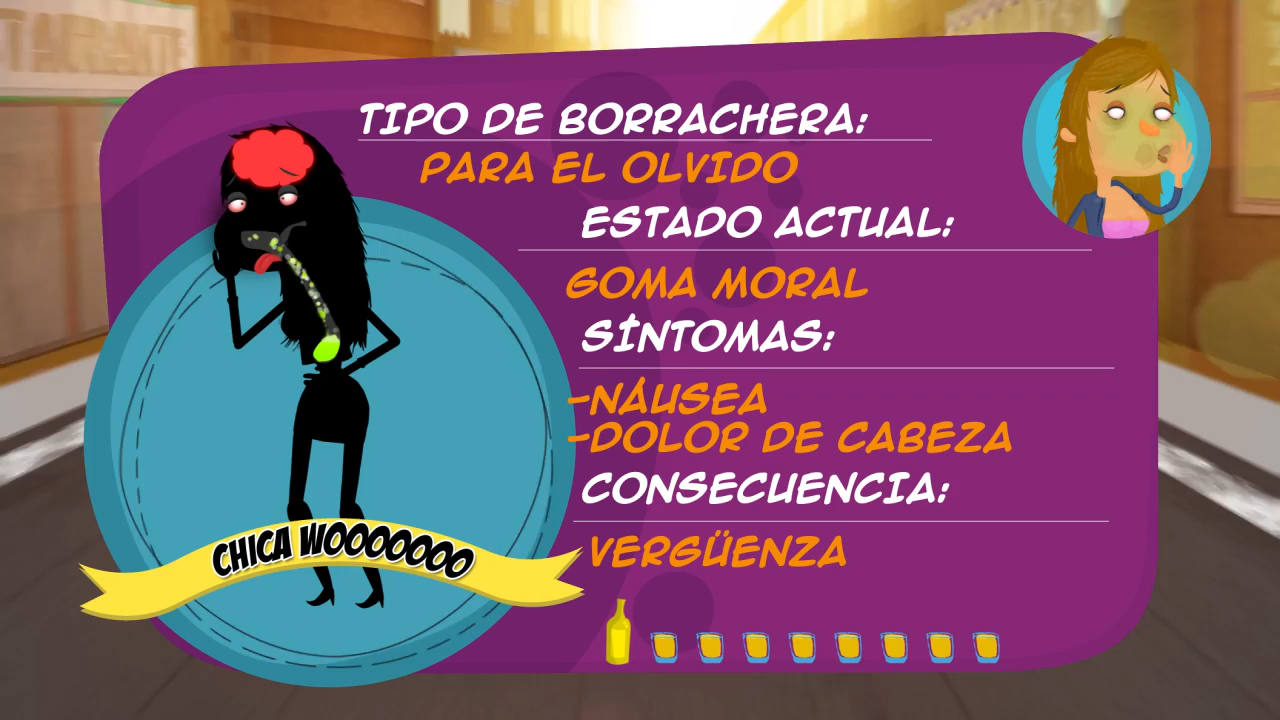 TIPO DE BORRACHERA:
PARA EL OLVIDO
ESTADO ACTUAL:
GOMA MORAL
SÍNTOMAS:
-NÁUSEA
-DOLOR DE CABEZA
CONSECUENCIA:
VERGÜENZA
CHICA WOOOOOOO